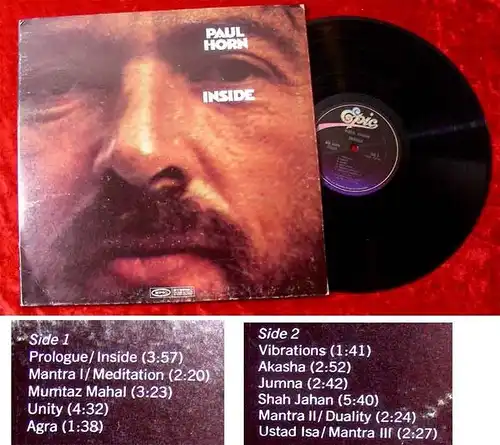 PAUL
HORN
INSIDE
Epic
Side 1
Prologue/Inside (3:57)
Mantra I/Meditation (2:20)
Mumtaz Mahal (3:23)
Unity (4:32)
Agra (1:38)
Side 2
Vibrations (1:41)
Akasha (2:52)
Jumna (2:42)
Shah Jahan (5:40)
Mantra II/Duality (2:24)
Ustad Isa/Mantra III (2:27)